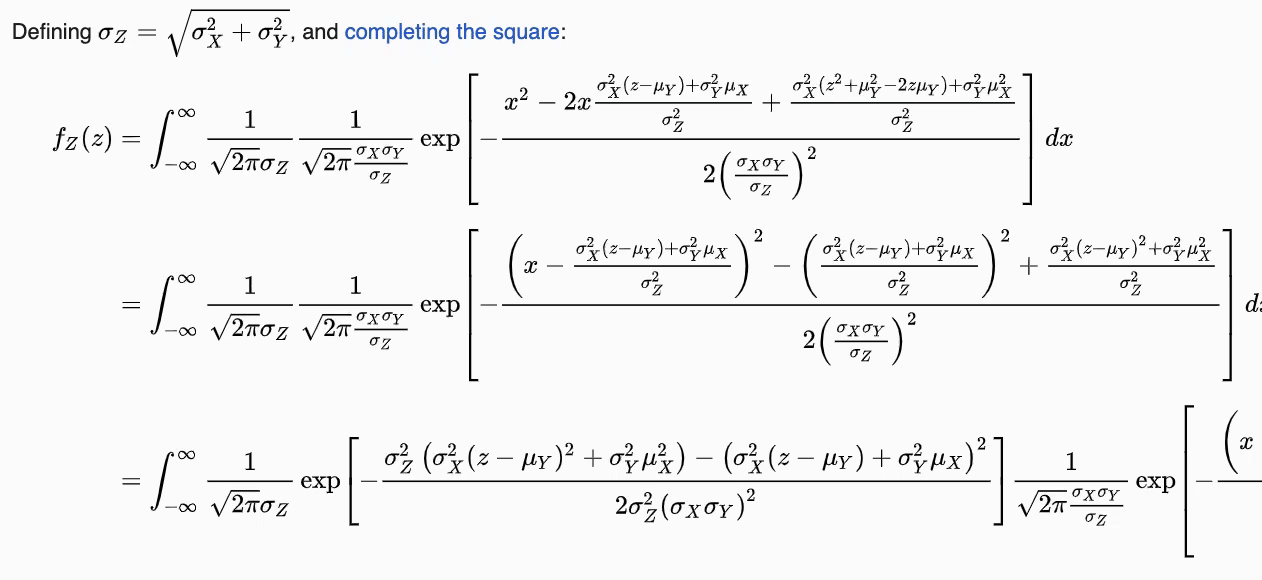 Defining $\sigma_Z = \sqrt{\sigma_X^2 + \sigma_Y^2}$, and completing the square:
$f_Z(z) = \int_{-\infty}^{\infty} \frac{1}{\sqrt{2\pi}\sigma_Z} \frac{1}{\sqrt{2\pi}\frac{\sigma_X\sigma_Y}{\sigma_Z}} \exp\left[-\frac{x^2 - 2x\frac{\sigma_X^2(z-\mu_Y)+\sigma_Y^2\mu_X}{\sigma_Z^2} + \frac{\sigma_X^2(z^2+\mu_Y^2-2z\mu_Y)+\sigma_Y^2\mu_X^2}{\sigma_Z^2}}{2\left(\frac{\sigma_X\sigma_Y}{\sigma_Z}\right)^2}\right] dx$
$= \int_{-\infty}^{\infty} \frac{1}{\sqrt{2\pi}\sigma_Z} \frac{1}{\sqrt{2\pi}\frac{\sigma_X\sigma_Y}{\sigma_Z}} \exp\left[-\frac{\left(x - \frac{\sigma_X^2(z-\mu_Y)+\sigma_Y^2\mu_X}{\sigma_Z^2}\right)^2 - \left(\frac{\sigma_X^2(z-\mu_Y)+\sigma_Y^2\mu_X}{\sigma_Z^2}\right)^2 + \frac{\sigma_X^2(z-\mu_Y)^2+\sigma_Y^2\mu_X^2}{\sigma_Z^2}}{2\left(\frac{\sigma_X\sigma_Y}{\sigma_Z}\right)^2}\right] d$
$= \int_{-\infty}^{\infty} \frac{1}{\sqrt{2\pi}\sigma_Z} \exp\left[-\frac{\sigma_Z^2\left(\sigma_X^2(z-\mu_Y)^2+\sigma_Y^2\mu_X^2\right) - \left(\sigma_X^2(z-\mu_Y)+\sigma_Y^2\mu_X\right)^2}{2\sigma_Z^2(\sigma_X\sigma_Y)^2}\right] \frac{1}{\sqrt{2\pi}\frac{\sigma_X\sigma_Y}{\sigma_Z}} \exp\Big[-\Big(x$